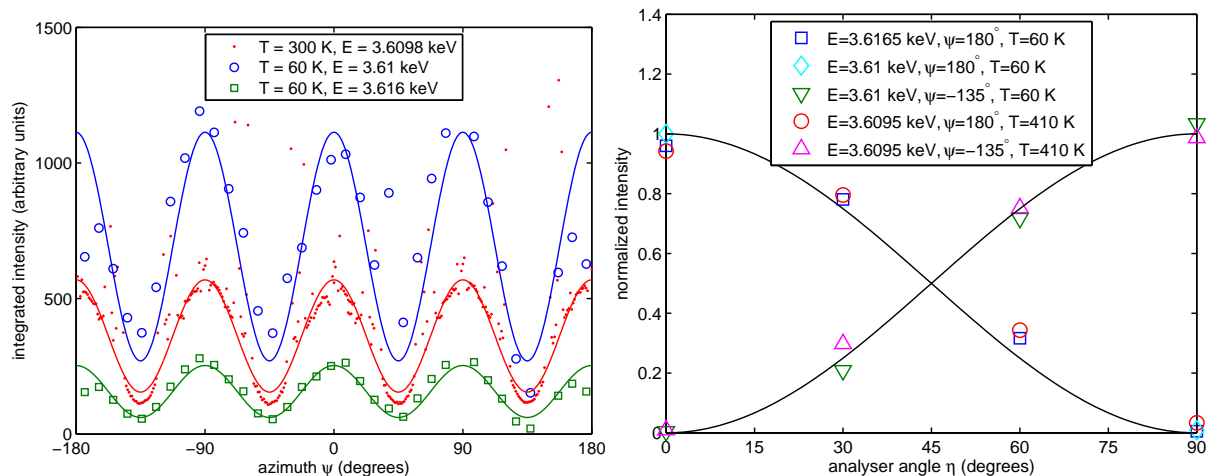 1500
1000
500
0
−180
−90
0
90
180
integrated intensity (arbitrary units)
azimuth ψ (degrees)
T = 300 K, E = 3.6098 keV
T = 60 K, E = 3.61 keV
T = 60 K, E = 3.616 keV
1.4
1.2
1
0.8
0.6
0.4
0.2
0
0
15
30
45
60
75
90
normalized intensity
analyser angle η (degrees)
E=3.6165 keV, ψ=180°, T=60 K
E=3.61 keV, ψ=180°, T=60 K
E=3.61 keV, ψ=−135°, T=60 K
E=3.6095 keV, ψ=180°, T=410 K
E=3.6095 keV, ψ=−135°, T=410 K